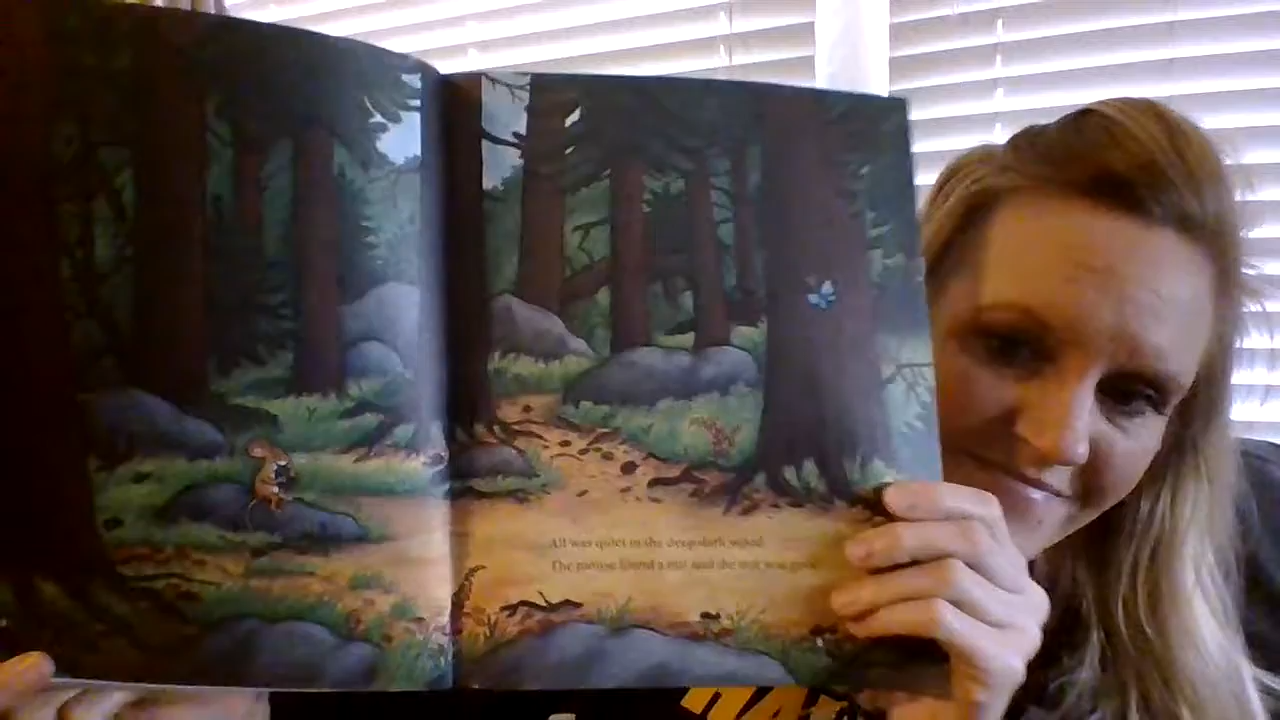 All was quiet in the deep dark wood.
The mouse found a nut and the nut was good.